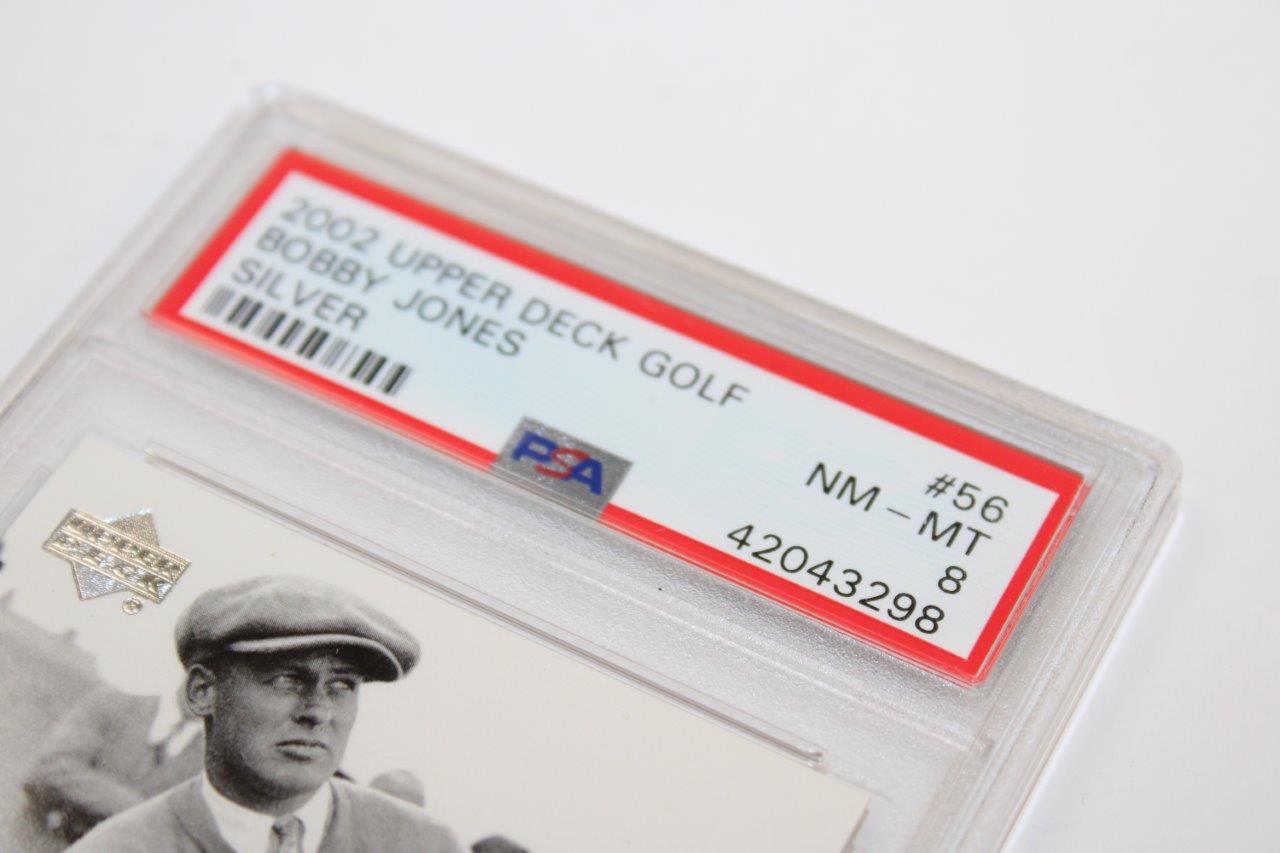 2002 UPPER DECK GOLF
BOBBY JONES
SILVER
#56
NM - MT
8
42043298
PSA
UPPER
DECK
®